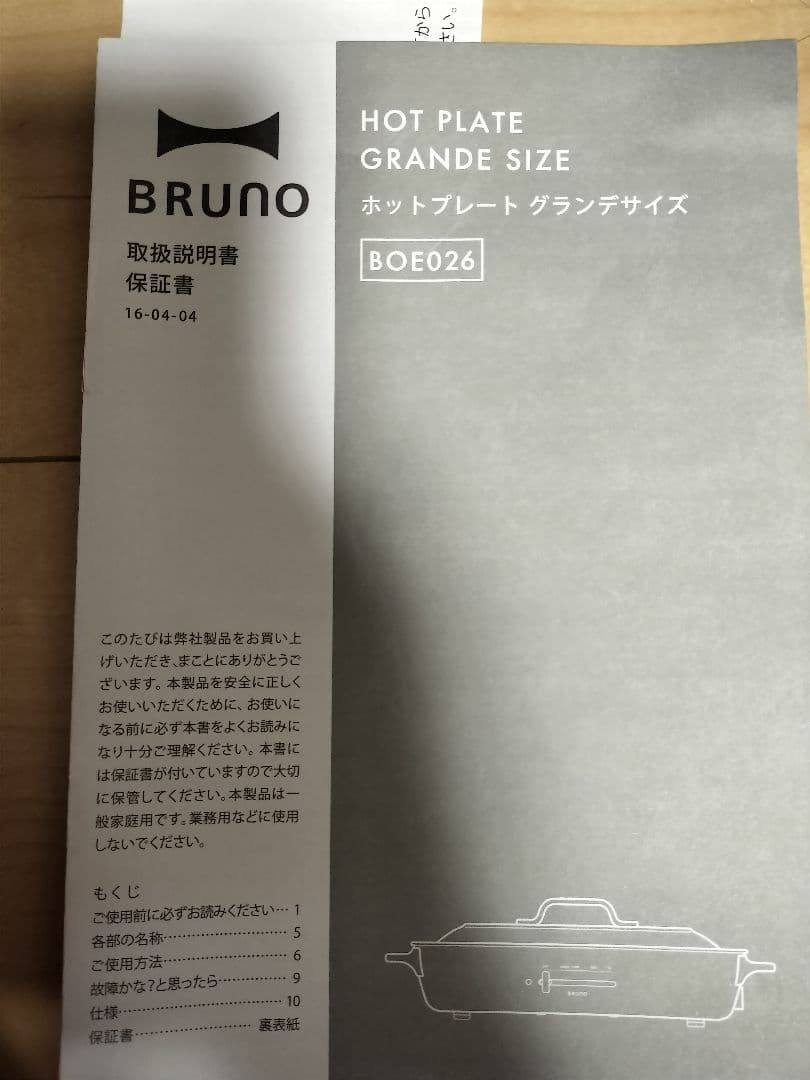 から
さい。
BRUNO
取扱説明書
保証書
16-04-04
HOT PLATE
GRANDE SIZE
ホットプレート グランデサイズ
BOE026
このたびは弊社製品をお買い上
げいただき、まことにありがとうご
ざいます。本製品を安全に正しく
お使いいただくために、お使いに
なる前に必ず本書をよくお読みに
なり十分ご理解ください。本書に
は保証書が付いていますので大切
に保管してください。本製品は一
般家庭用です。業務用などに使用
しないでください。
もくじ
ご使用前に必ずお読みください… 1
各部の名称………………………… 5
ご使用方法………………………… 6
故障かな?と思ったら…………… 9
仕様………………………………… 10
保証書………………………… 裏表紙
BRUNO